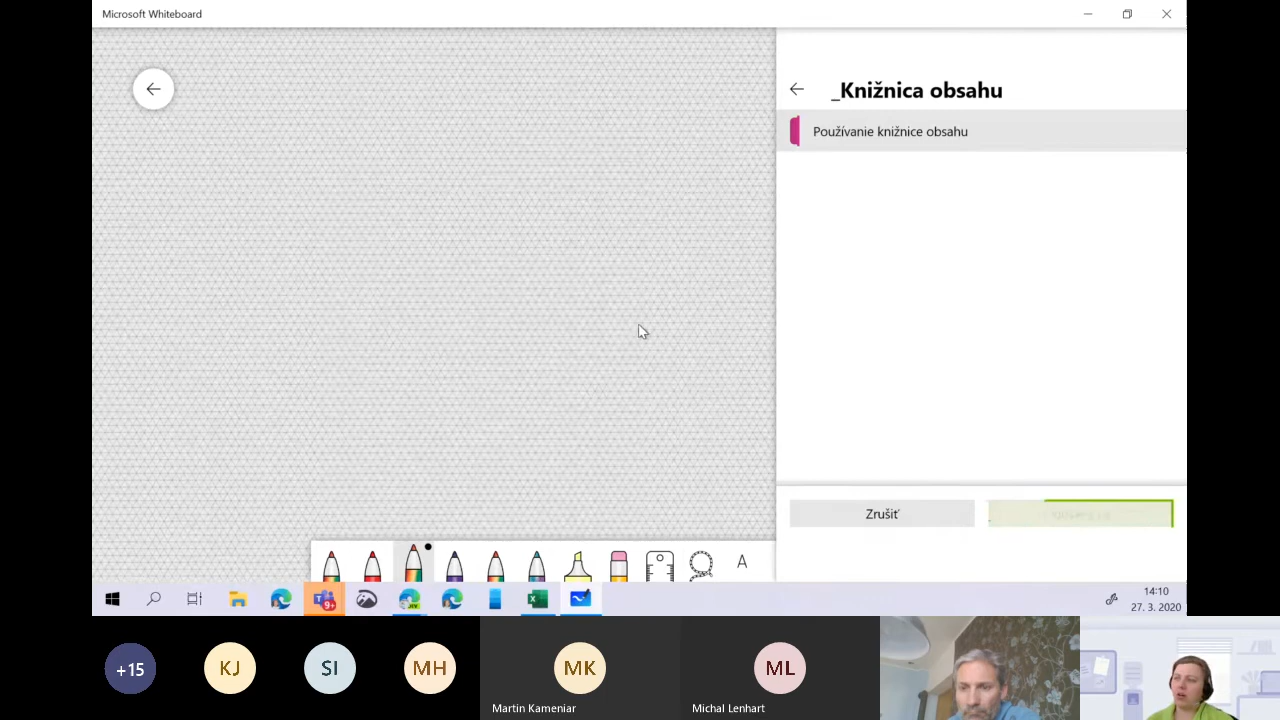 Microsoft Whiteboard
_Knižnica obsahu
Používanie knižnice obsahu
Zrušiť
A
9+
14:10
27. 3. 2020
+15
KJ
SI
MH
MK
ML
Martin Kameniar
Michal Lenhart